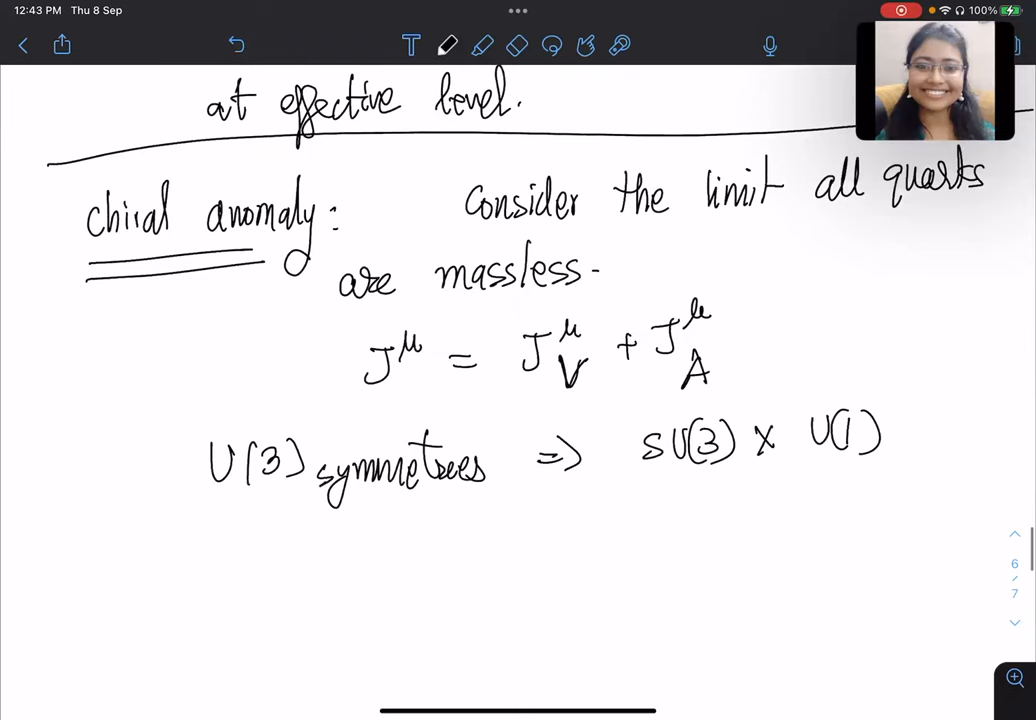 12:43 PM Thu 8 Sep
100%
T
at effective level.
chiral anomaly: Consider the limit all quarks
are massless-
J^μ = J^μ_V + J^μ_A
U(3) symmetrees => SU(3) × U(1)
6
/
7